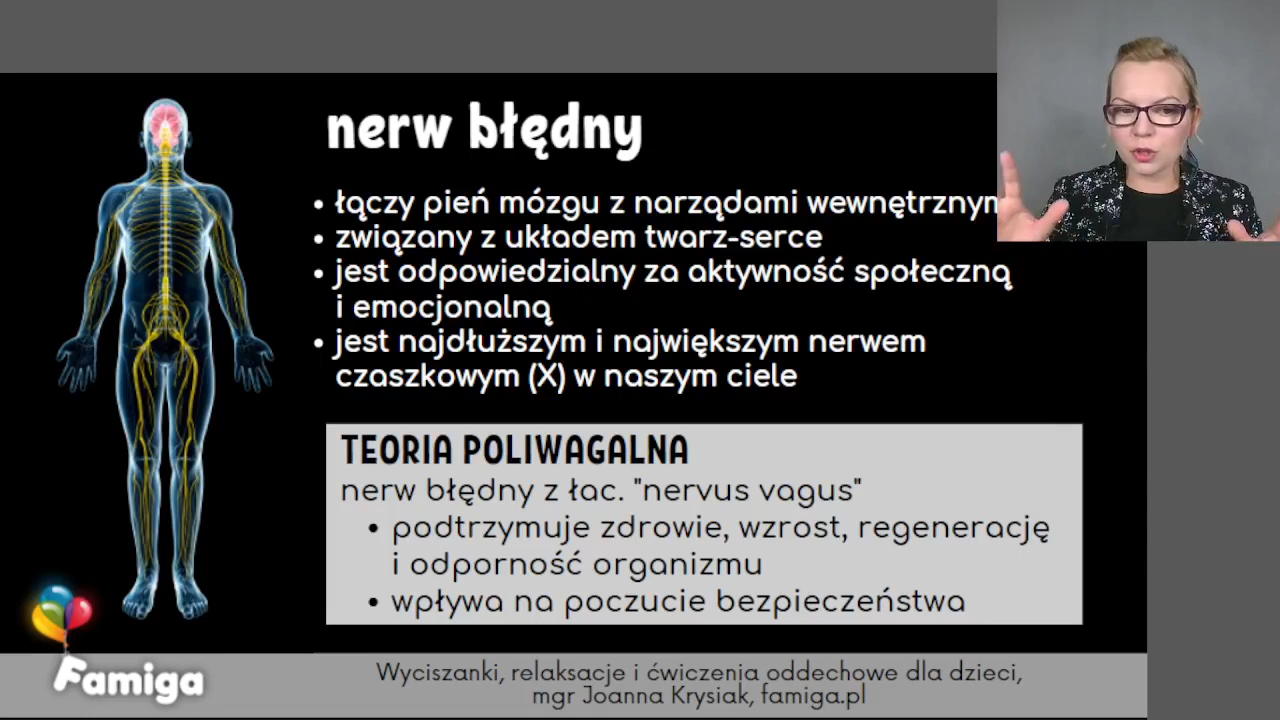 nerw błędny
• łączy pień mózgu z narządami
• związany z układem twarz-serce
• jest odpowiedzialny za aktywność społeczną
i emocjonalną
• jest najdłuższym i największym nerwem
czaszkowym (X) w naszym ciele
TEORIA POLIWAGALNA
nerw błędny z łac. "nervus vagus"
• podtrzymuje zdrowie, wzrost, regenerację
i odporność organizmu
• wpływa na poczucie bezpieczeństwa
Famiga
Wyciszanki, relaksacje i ćwiczenia oddechowe dla dzieci,
mgr Joanna Krysiak, famiga.pl